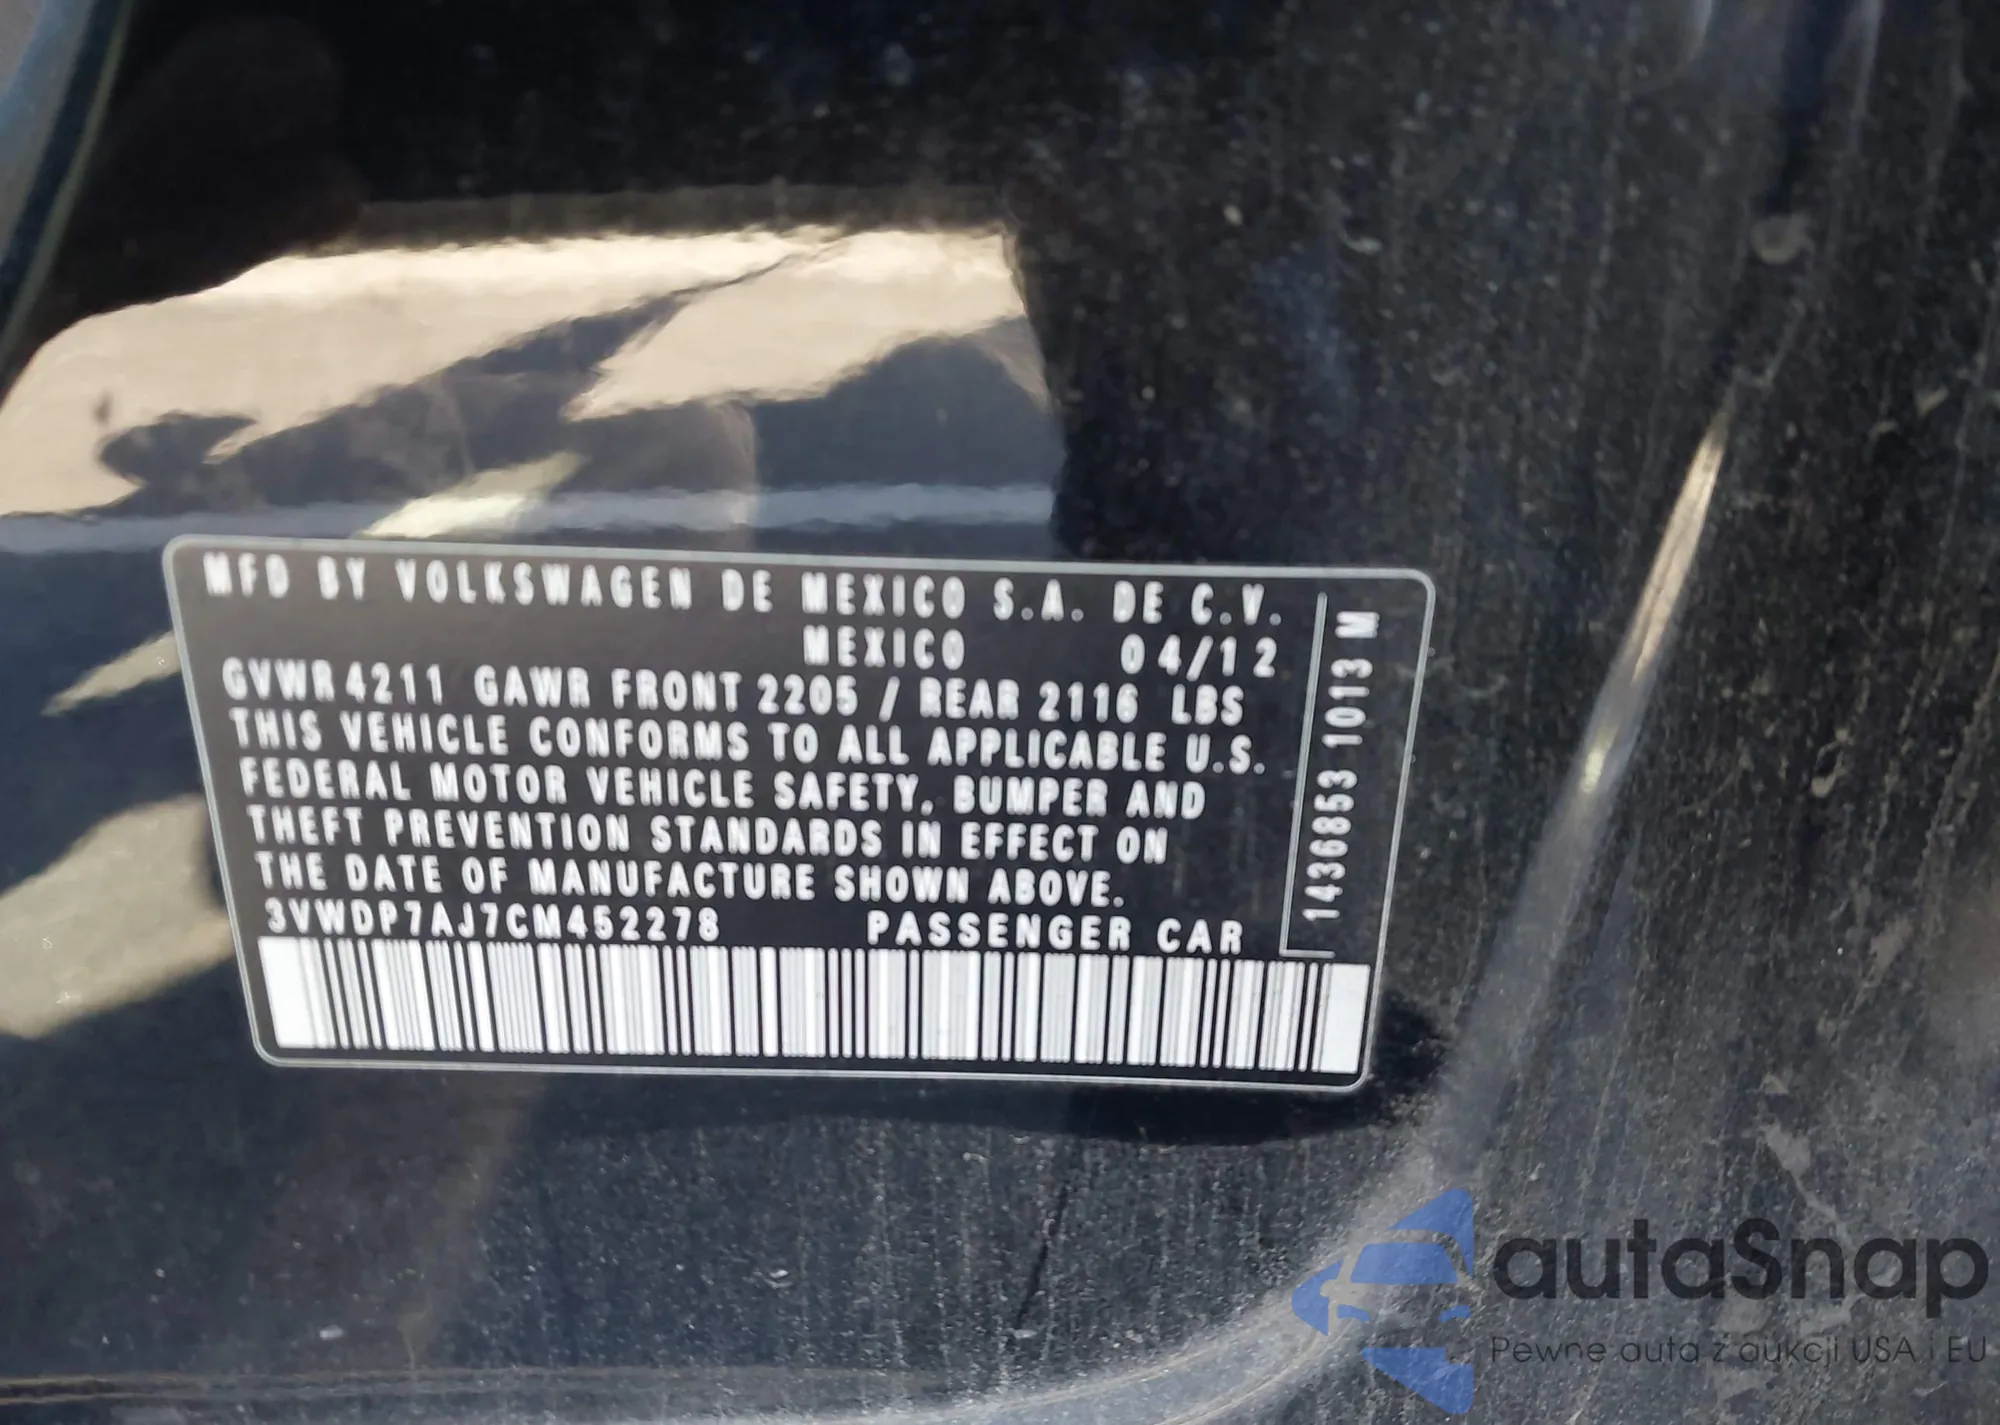 MFD BY VOLKSWAGEN DE MEXICO S.A. DE C.V.
MEXICO 04/12
GVWR 4211 GAWR FRONT 2205 / REAR 2116 LBS
THIS VEHICLE CONFORMS TO ALL APPLICABLE U.S.
FEDERAL MOTOR VEHICLE SAFETY, BUMPER AND
THEFT PREVENTION STANDARDS IN EFFECT ON
THE DATE OF MANUFACTURE SHOWN ABOVE.
3VWDP7AJ7CM452278 PASSENGER CAR
1436853 1013 M
autaSnap
Pewne auta z aukcji USA i EU